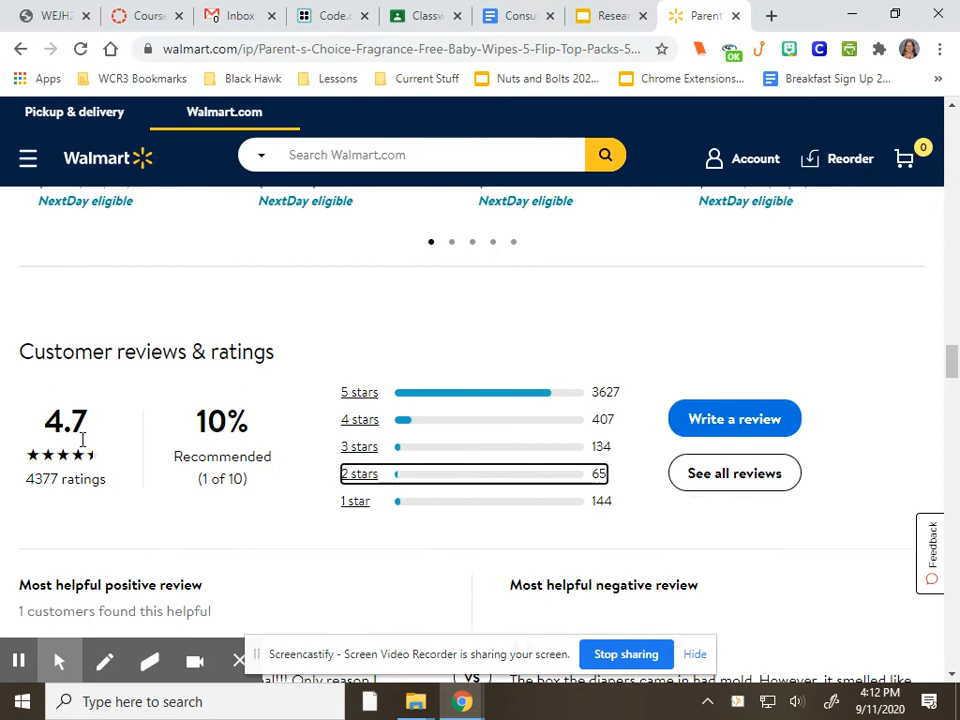 WEJH2
Course
Inbox
Code.c
Classw
Consu
Resear
Parent
walmart.com/ip/Parent-s-Choice-Fragrance-Free-Baby-Wipes-5-Flip-Top-Packs-5...
OK
Apps
WCR3 Bookmarks
Black Hawk
Lessons
Current Stuff
Nuts and Bolts 202...
Chrome Extensions...
Breakfast Sign Up 2...
»
Pickup & delivery
Walmart.com
Walmart
Search Walmart.com
Account
Reorder
0
NextDay eligible
NextDay eligible
NextDay eligible
NextDay eligible
Customer reviews & ratings
4.7
4377 ratings
10%
Recommended
(1 of 10)
5 stars 3627
4 stars 407
3 stars 134
2 stars 65
1 star 144
Write a review
See all reviews
Feedback
Most helpful positive review
1 customers found this helpful
Most helpful negative review
Screencastify - Screen Video Recorder is sharing your screen.
Stop sharing
Hide
al!!! Only reason I
VS
The box the diapers came in had mold. However, it smelled like
Type here to search
4:12 PM
9/11/2020